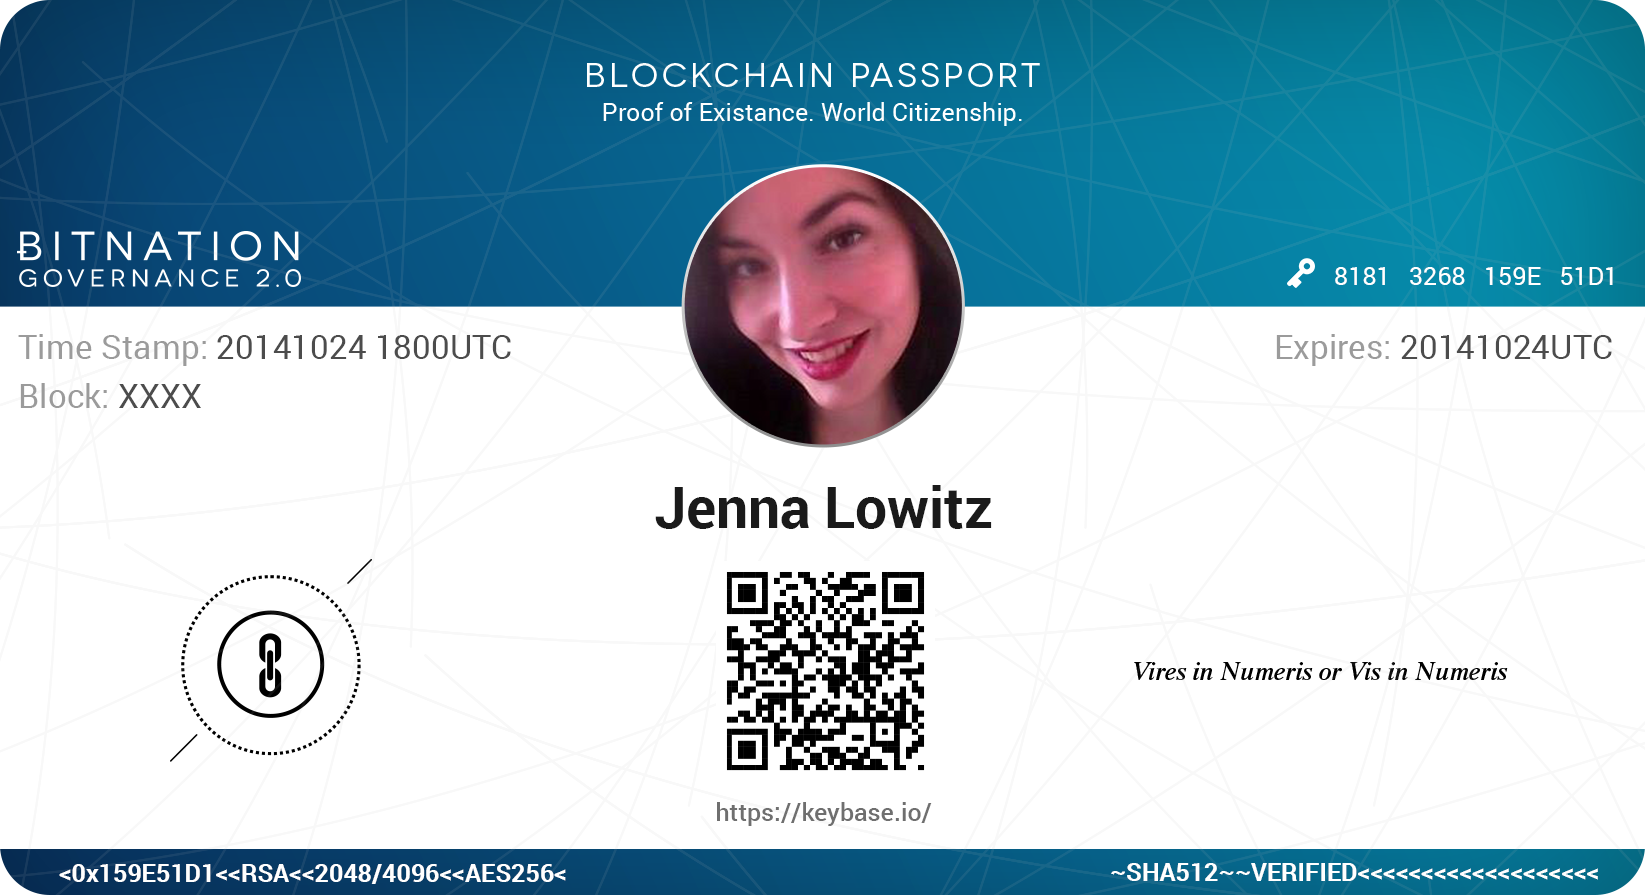 BLOCKCHAIN PASSPORT
Proof of Existance. World Citizenship.
BITNATION
GOVERNANCE 2.0
8181 3268 159E 51D1
Time Stamp: 20141024 1800UTC
Expires: 20141024UTC
Block: XXXX
Jenna Lowitz
Vires in Numeris or Vis in Numeris
https://keybase.io/
<0x159E51D1<<RSA<<2048/4096<<AES256<
~SHA512~~VERIFIED<<<<<<<<<<<<<<<<<<<